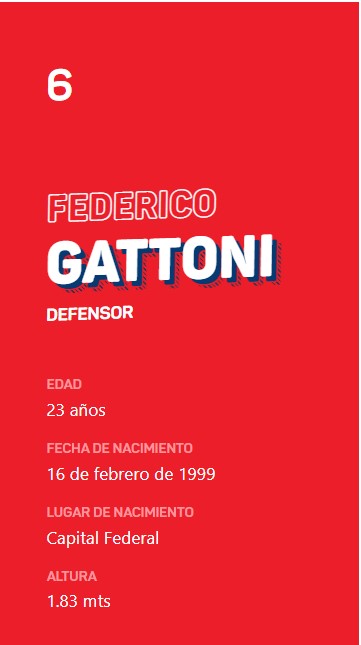 6
FEDERICO
GATTONI
DEFENSOR
EDAD
23 años
FECHA DE NACIMIENTO
16 de febrero de 1999
LUGAR DE NACIMIENTO
Capital Federal
ALTURA
1.83 mts